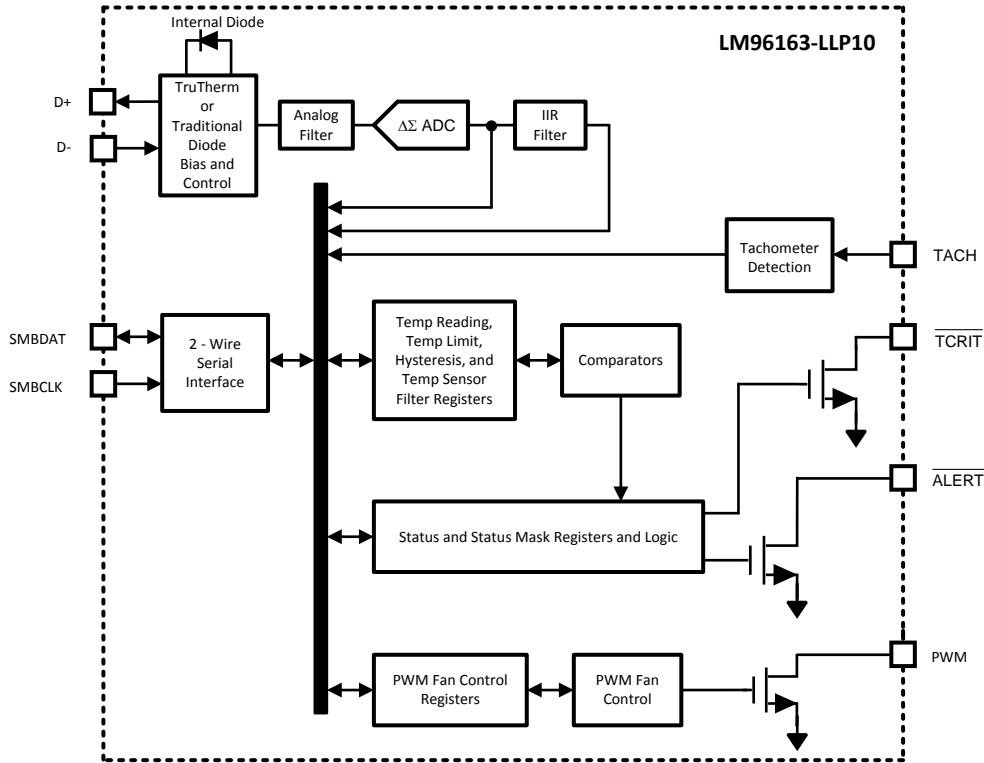 Internal Diode
LM96163-LLP10
D+
D-
TruTherm
or
Traditional
Diode
Bias and
Control
Analog
Filter
ΔΣ ADC
IIR
Filter
Tachometer
Detection
TACH
SMBDAT
SMBCLK
2 - Wire
Serial
Interface
Temp Reading,
Temp Limit,
Hysteresis, and
Temp Sensor
Filter Registers
Comparators
TCRIT
ALERT
Status and Status Mask Registers and Logic
PWM Fan Control
Registers
PWM Fan
Control
PWM